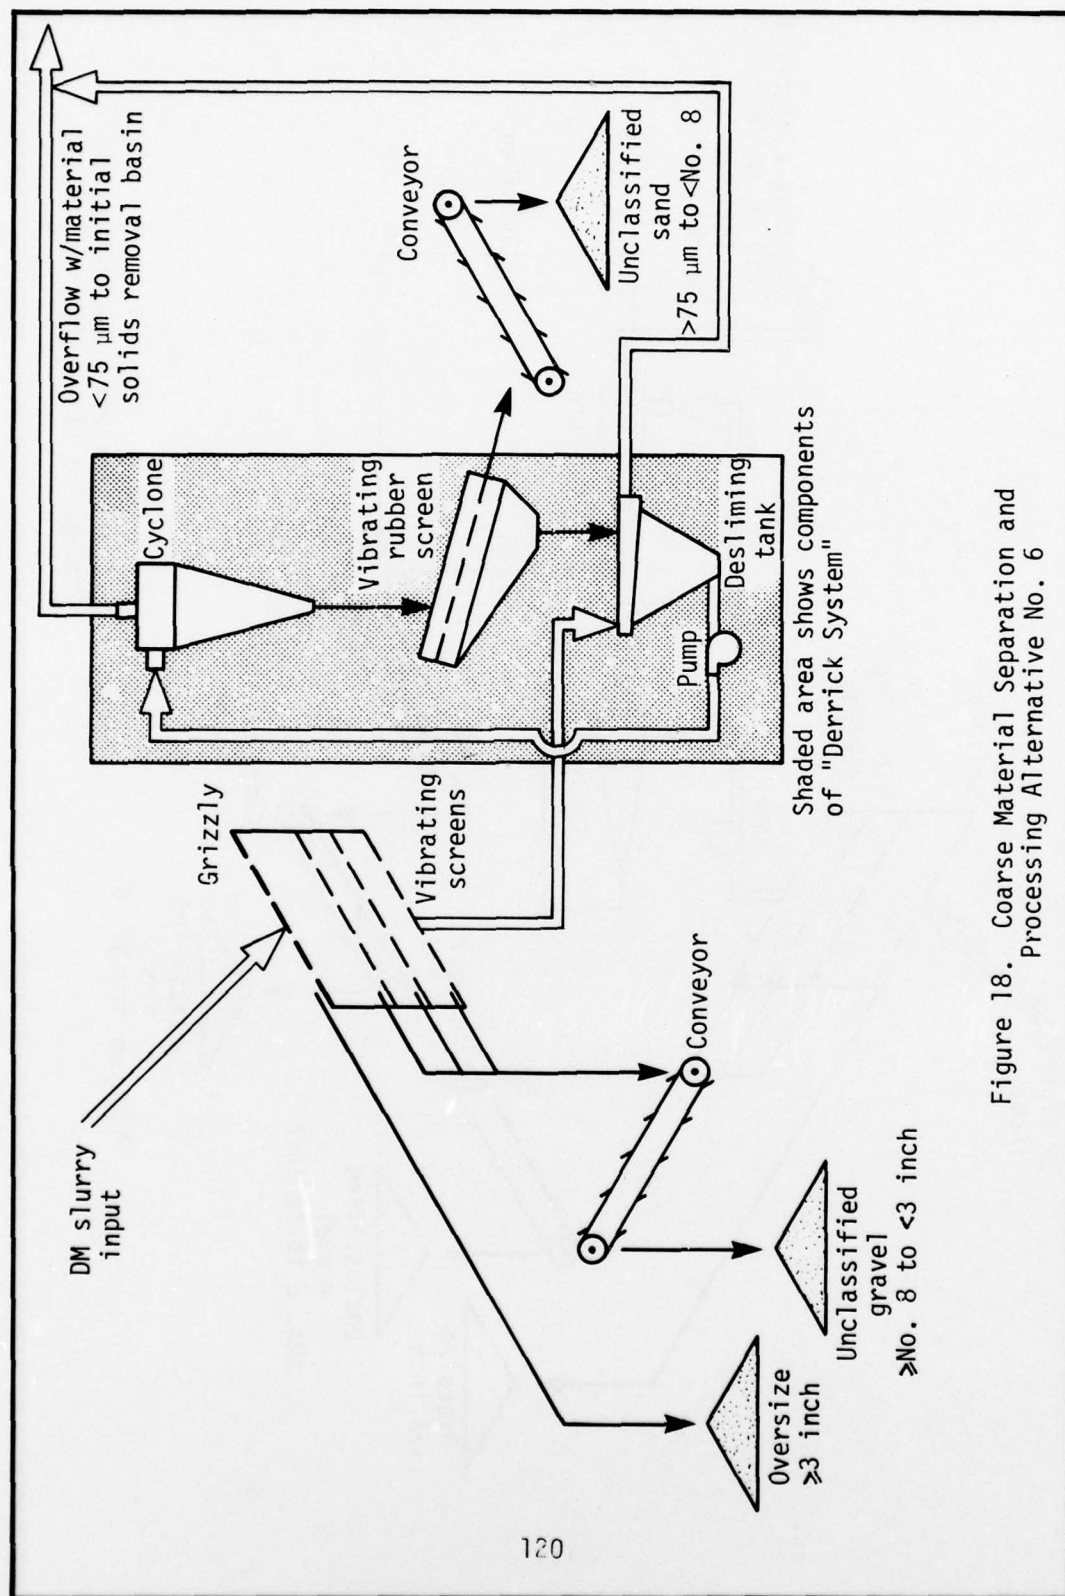 DM slurry
input
Grizzly
Vibrating
screens
Overflow w/material
<75 μm to initial
solids removal basin
Cyclone
Vibrating
rubber
screen
Conveyor
Unclassified
sand
>75 μm to <No. 8
Pump
Desliming
tank
Shaded area shows components
of "Derrick System"
Conveyor
Oversize
⩾3 inch
Unclassified
gravel
⩾No. 8 to <3 inch
Figure 18. Coarse Material Separation and
Processing Alternative No. 6
120